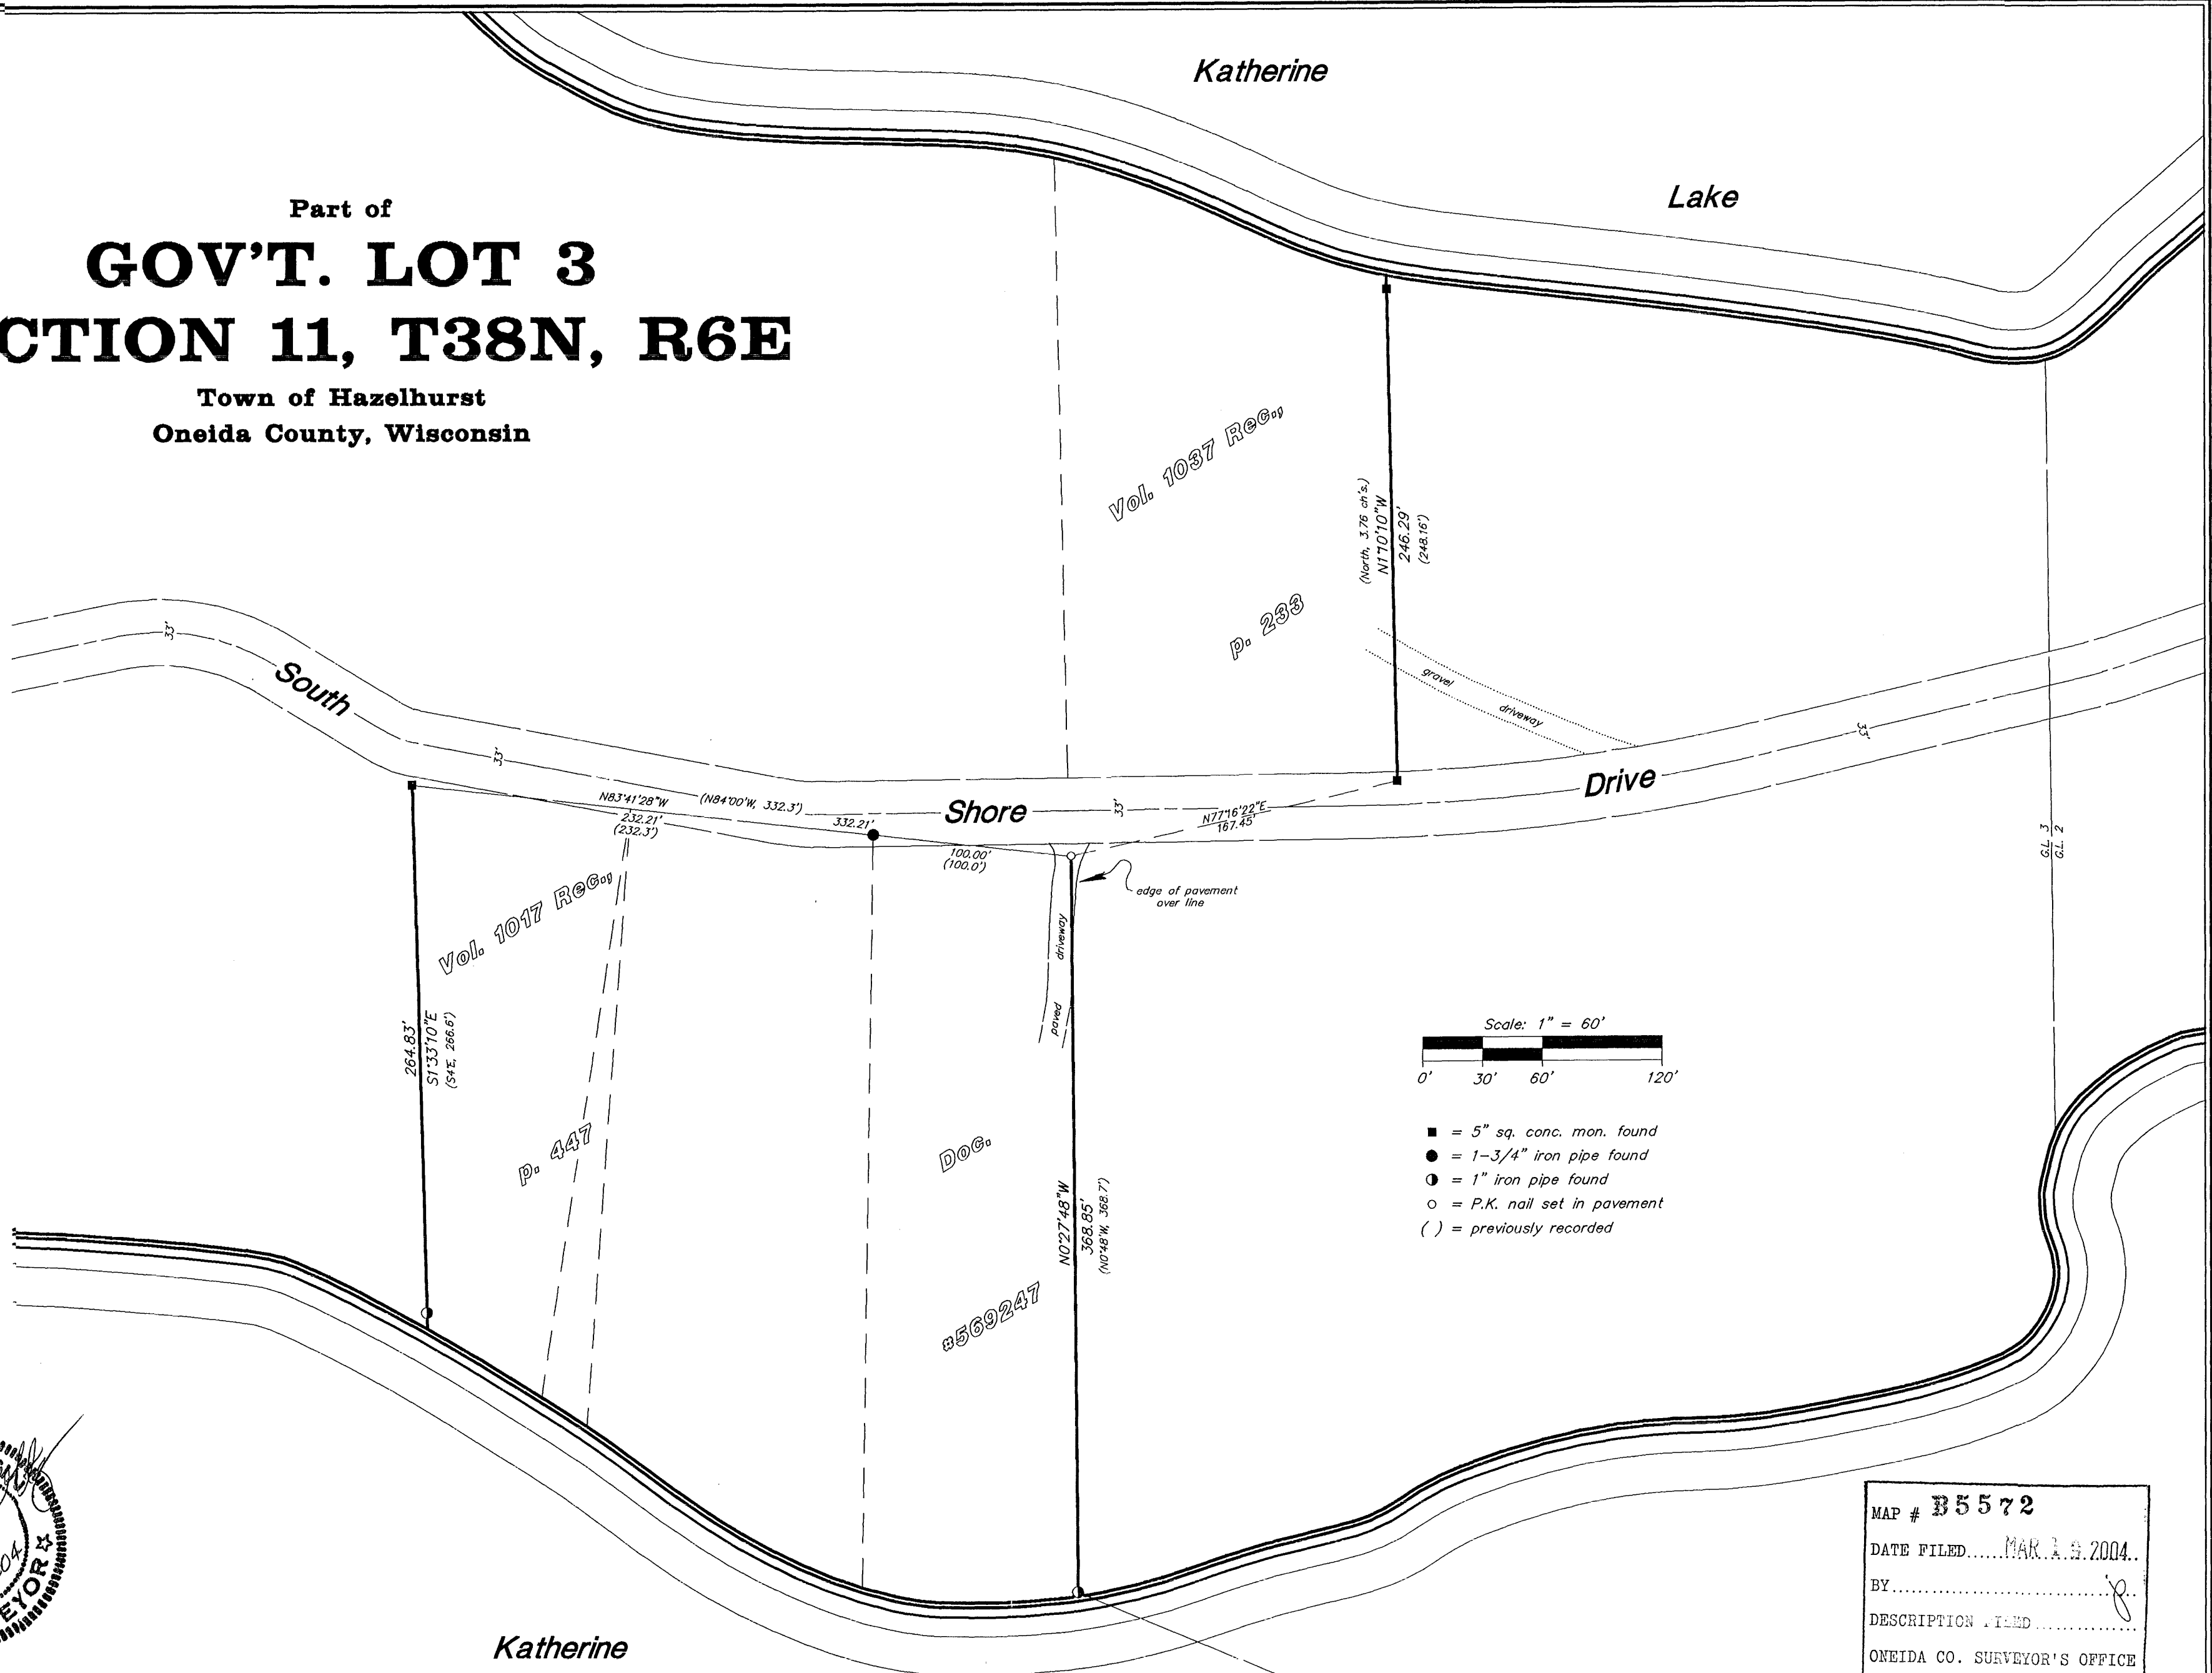 Katherine
Lake
Part of
GOV'T. LOT 3
CTION 11, T38N, R6E
Town of Hazelhurst
Oneida County, Wisconsin
Vol. 1037 Rec.,
p. 233
(North, 3.76 ch's.)
N1°10'10"W
246.29'
(248.16')
33'
South
33'
gravel
driveway
33'
Drive
N83°41'28"W
(N84°00'W, 332.3')
232.21'
(232.3')
332.21'
Shore
33'
N77°16'22"E
167.45'
100.00'
(100.0')
edge of pavement
over line
G.L. 3
G.L. 2
Vol. 1017 Rec.,
p. 447
264.83'
S1°33'10"E
(S4°E, 266.6')
driveway
paved
Doc.
#569247
N0°27'48"W
368.85'
(N0°48'W, 368.7')
Scale: 1" = 60'
0' 30' 60' 120'
= 5" sq. conc. mon. found
= 1-3/4" iron pipe found
= 1" iron pipe found
= P.K. nail set in pavement
( ) = previously recorded
04
EYOR
MAP # B5572
DATE FILED MAR 19 2004
BY
DESCRIPTION FILED
ONEIDA CO. SURVEYOR'S OFFICE
Katherine